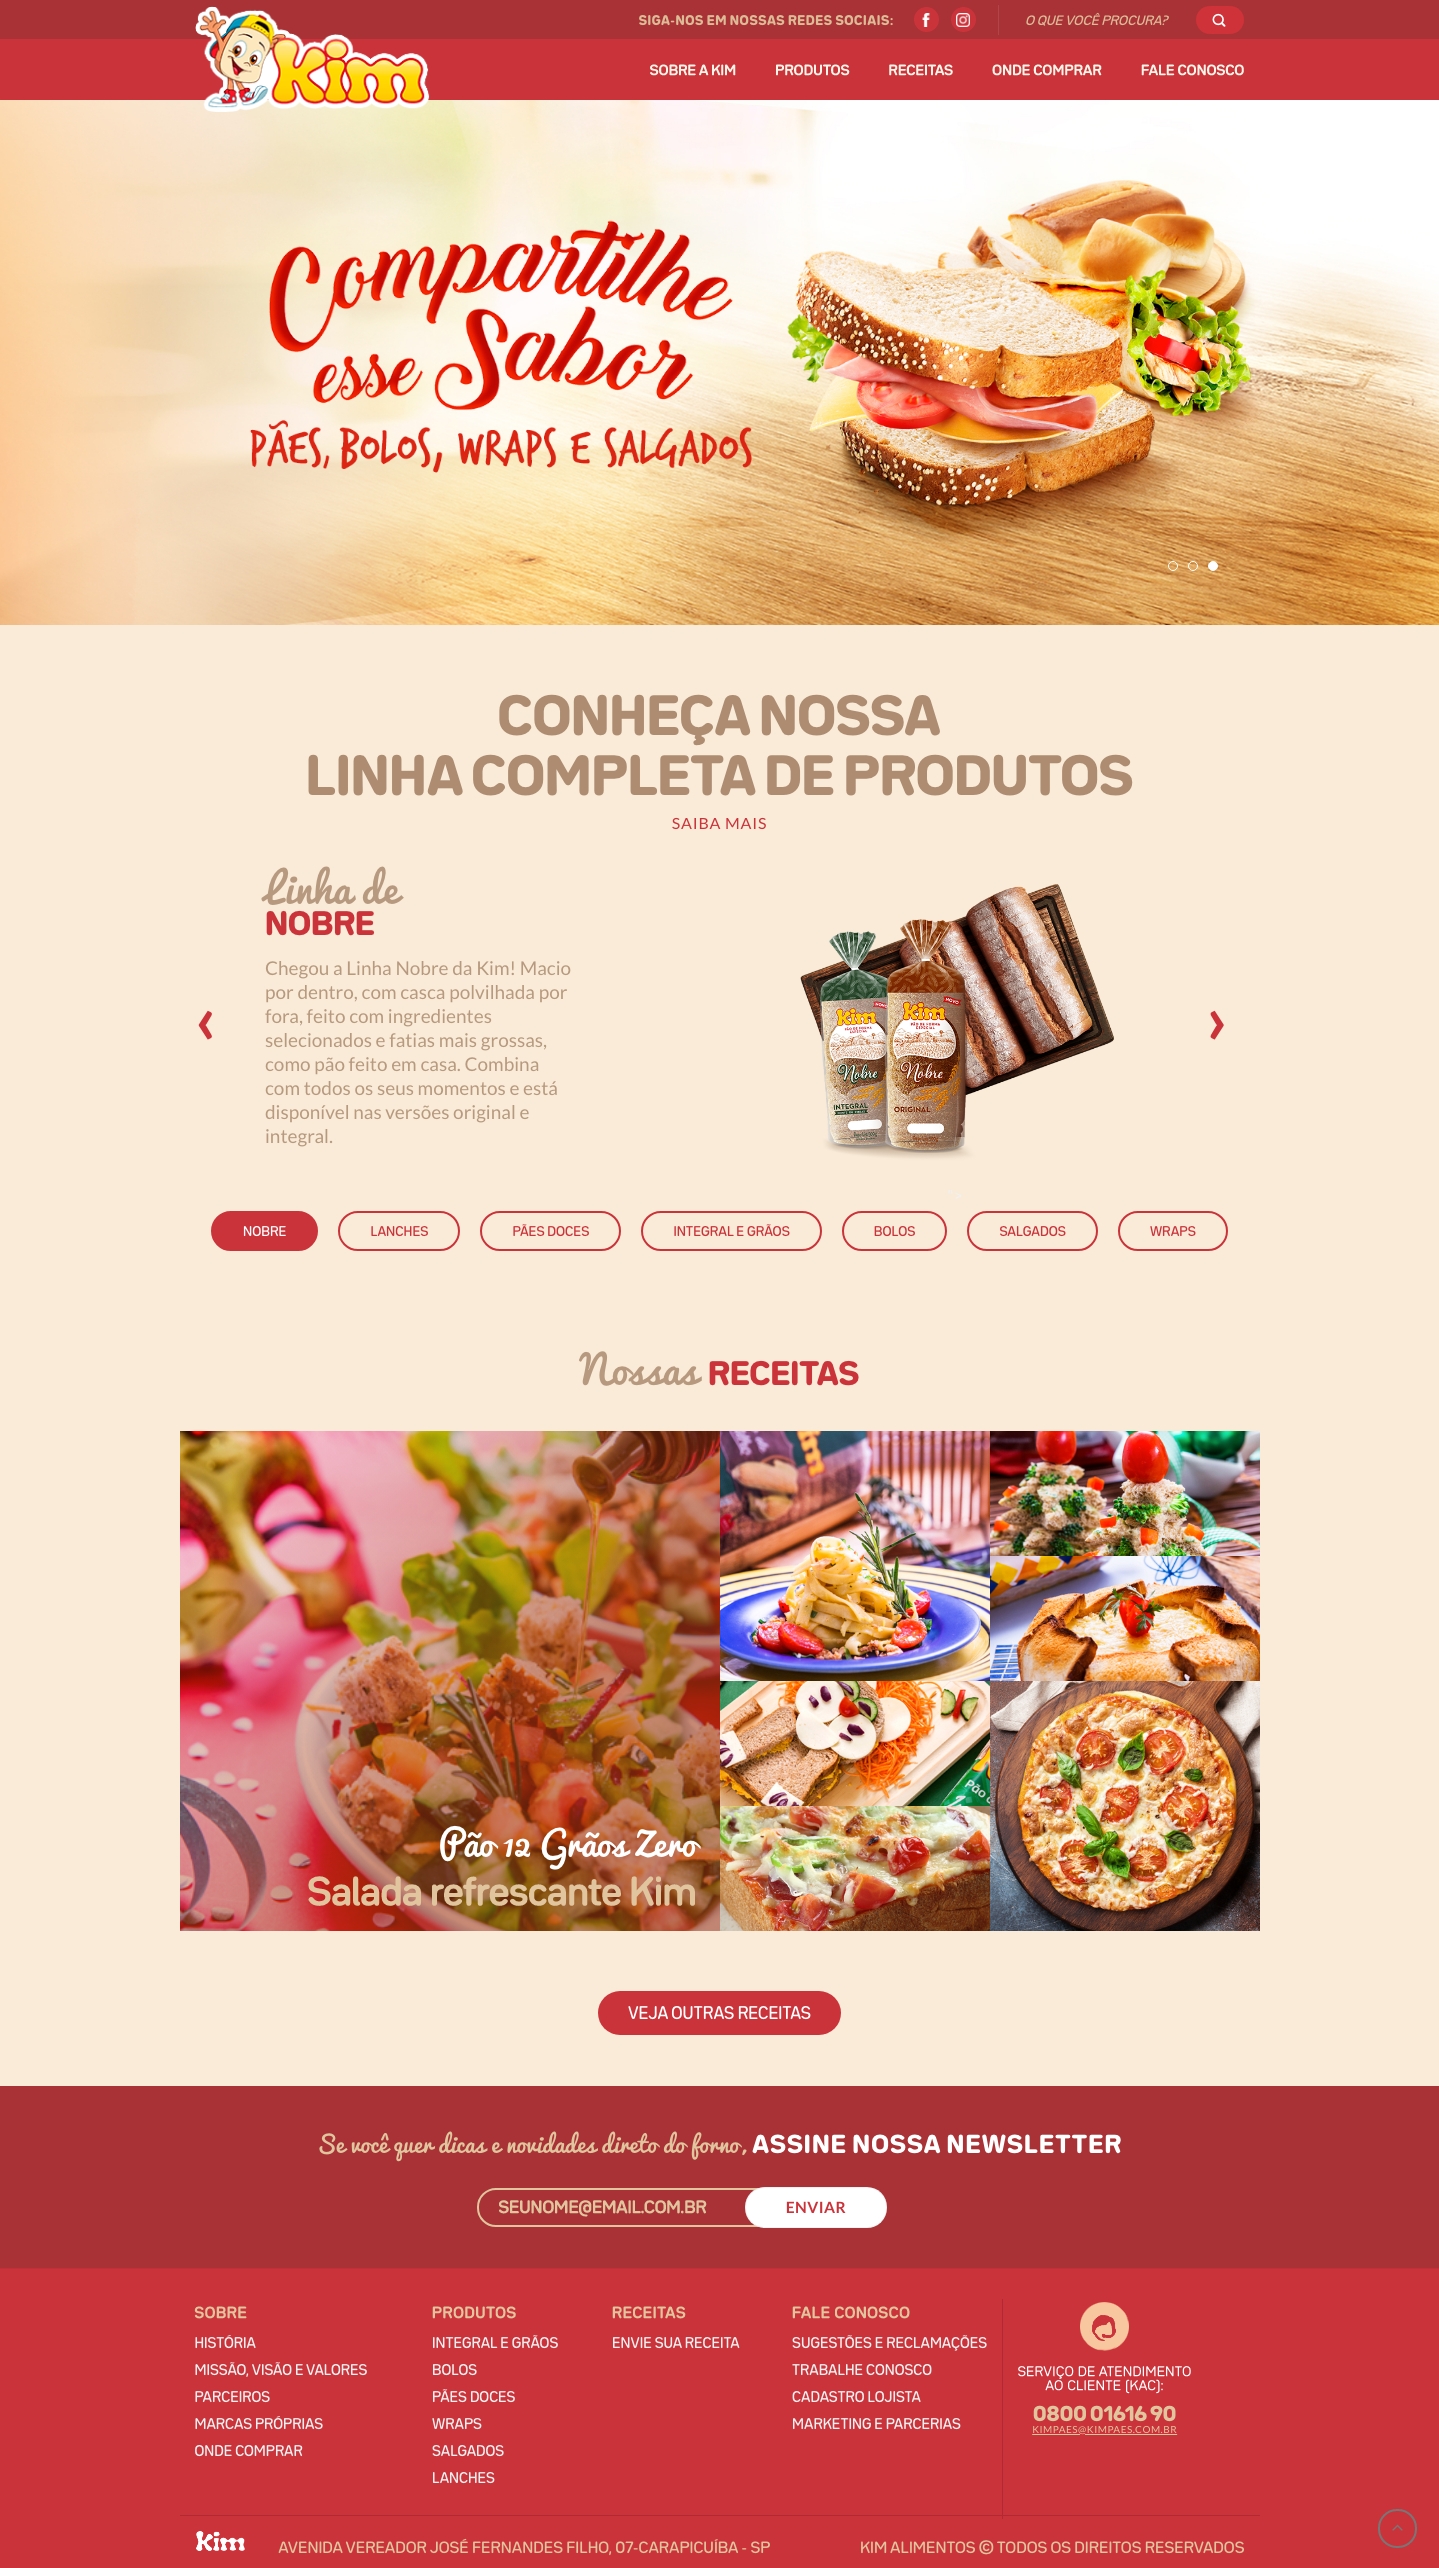 SIGA-NOS EM NOSSAS REDES SOCIAIS:
O QUE VOCÊ PROCURA?
Kim
SOBRE A KIM
PRODUTOS
RECEITAS
ONDE COMPRAR
FALE CONOSCO
Compartilhe
esse Sabor
PÃES, BOLOS, WRAPS E SALGADOS
CONHEÇA NOSSA
LINHA COMPLETA DE PRODUTOS
SAIBA MAIS
Linha de
NOBRE
Chegou a Linha Nobre da Kim! Macio
por dentro, com casca polvilhada por
fora, feito com ingredientes
selecionados e fatias mais grossas,
como pão feito em casa. Combina
com todos os seus momentos e está
disponível nas versões original e
integral.
Kim
Nobre
INTEGRAL
NOVO
Kim
PÃO DE FORMA
ESPECIAL
Nobre
ORIGINAL
NOBRE
LANCHES
PÃES DOCES
INTEGRAL E GRÃOS
BOLOS
SALGADOS
WRAPS
Nossas RECEITAS
Pão 12 Grãos Zero
Salada refrescante Kim
VEJA OUTRAS RECEITAS
Se você quer dicas e novidades direto do forno, ASSINE NOSSA NEWSLETTER
SEUNOME@EMAIL.COM.BR
ENVIAR
SOBRE
HISTÓRIA
MISSÃO, VISÃO E VALORES
PARCEIROS
MARCAS PRÓPRIAS
ONDE COMPRAR
PRODUTOS
INTEGRAL E GRÃOS
BOLOS
PÃES DOCES
WRAPS
SALGADOS
LANCHES
RECEITAS
ENVIE SUA RECEITA
FALE CONOSCO
SUGESTÕES E RECLAMAÇÕES
TRABALHE CONOSCO
CADASTRO LOJISTA
MARKETING E PARCERIAS
SERVIÇO DE ATENDIMENTO
AO CLIENTE (KAC):
0800 01616 90
KIMPAES@KIMPAES.COM.BR
Kim
AVENIDA VEREADOR JOSÉ FERNANDES FILHO, 07-CARAPICUÍBA - SP
KIM ALIMENTOS © TODOS OS DIREITOS RESERVADOS